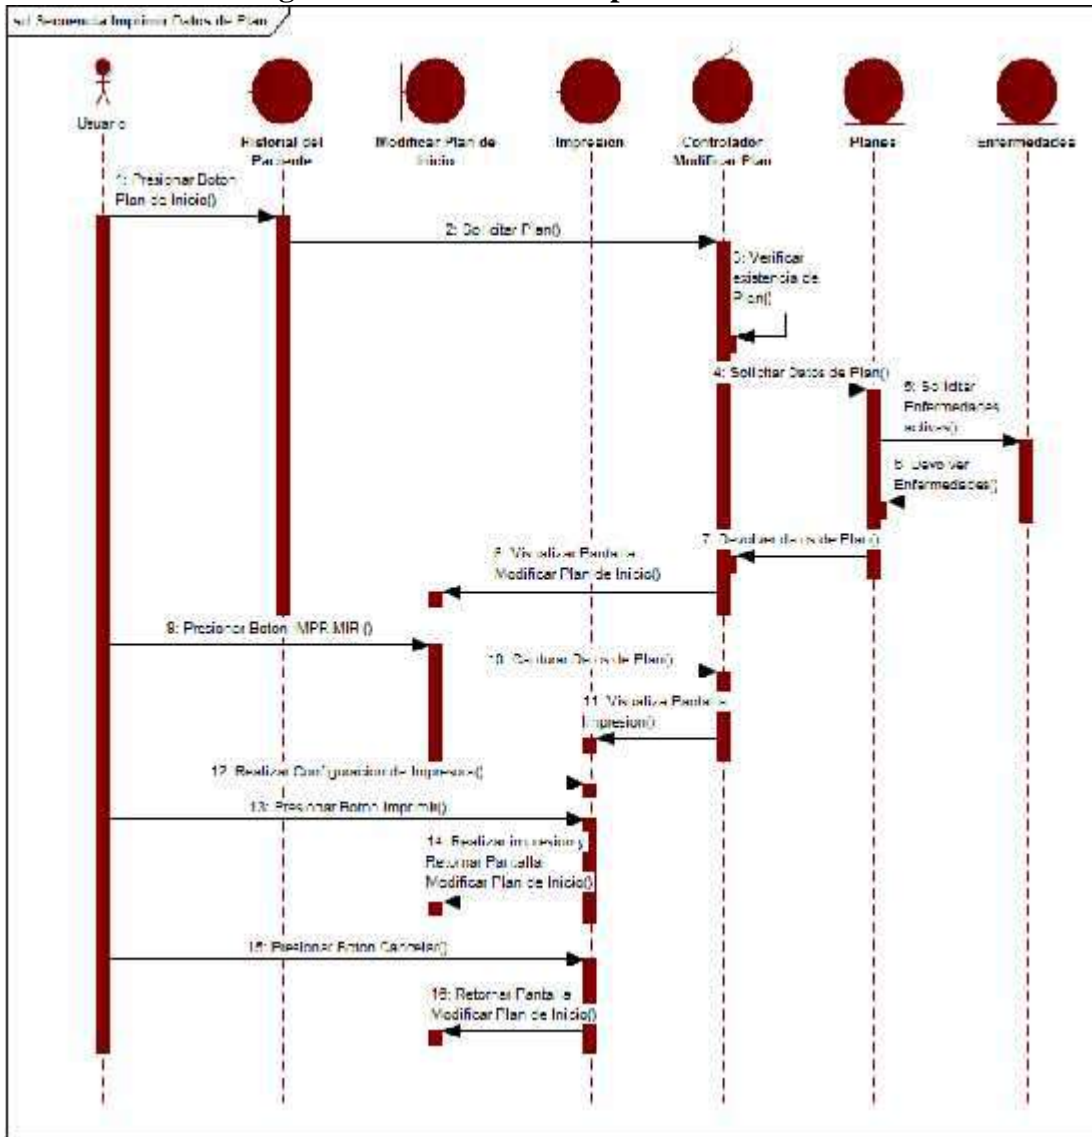 sd Secuencia Imprimir Datos de Plan
Usuario
Historial del
Paciente
Modificar Plan de
Inicio
Impresion
Controlador
Modificar Plan
Planes
Enfermedades
1: Presionar Boton
Plan de Inicio()
2: Solicitar Plan()
3: Verificar
existencia de
Plan()
4: Solicitar Datos de Plan()
5: Solicitar
Enfermedades
activas()
6: Devolver
Enfermedades()
7: Devolver datos de Plan()
8: Visualizar Pantalla
Modificar Plan de Inicio()
9: Presionar Boton IMPRIMIR()
10: Capturar Datos de Plan()
11: Visualizar Pantalla
Impresion()
12: Realizar Configuracion de Impresora()
13: Presionar Boton Imprimir()
14: Realizar impresion y
Retornar Pantalla
Modificar Plan de Inicio()
15: Presionar Boton Cancelar()
16: Retornar Pantalla
Modificar Plan de Inicio()